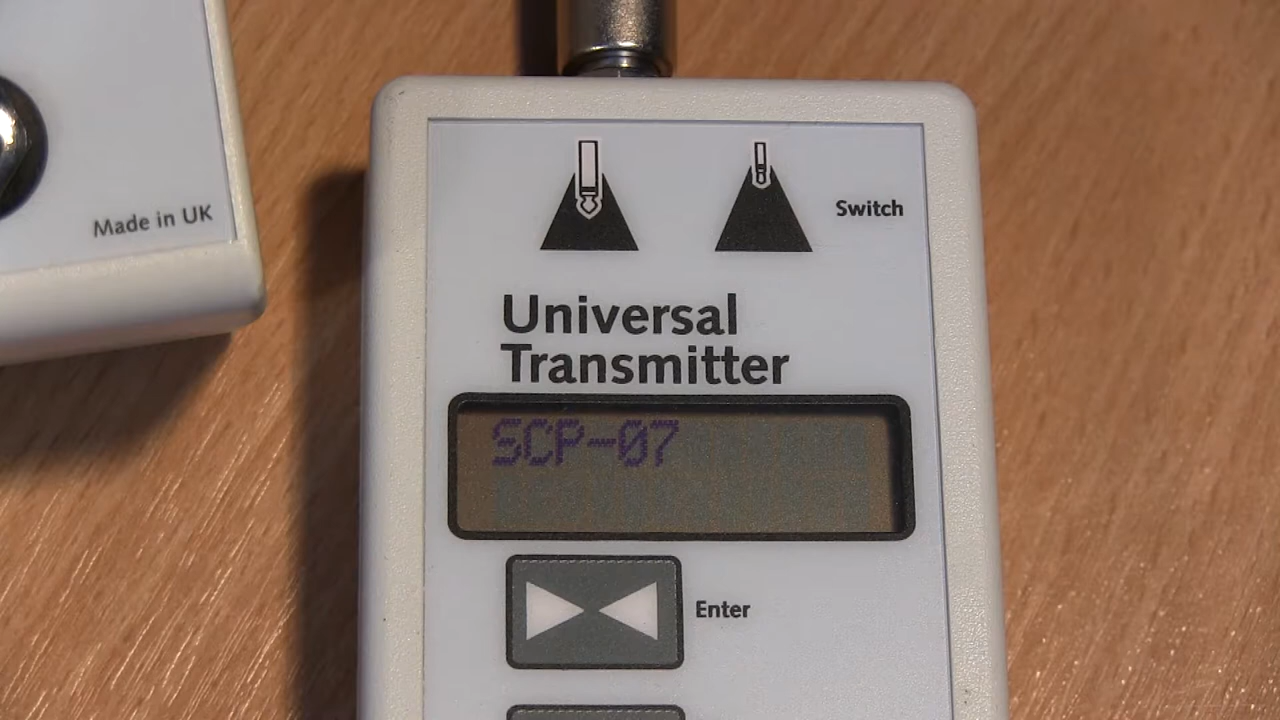 Made in UK
Switch
Universal
Transmitter
SCP-07
Enter